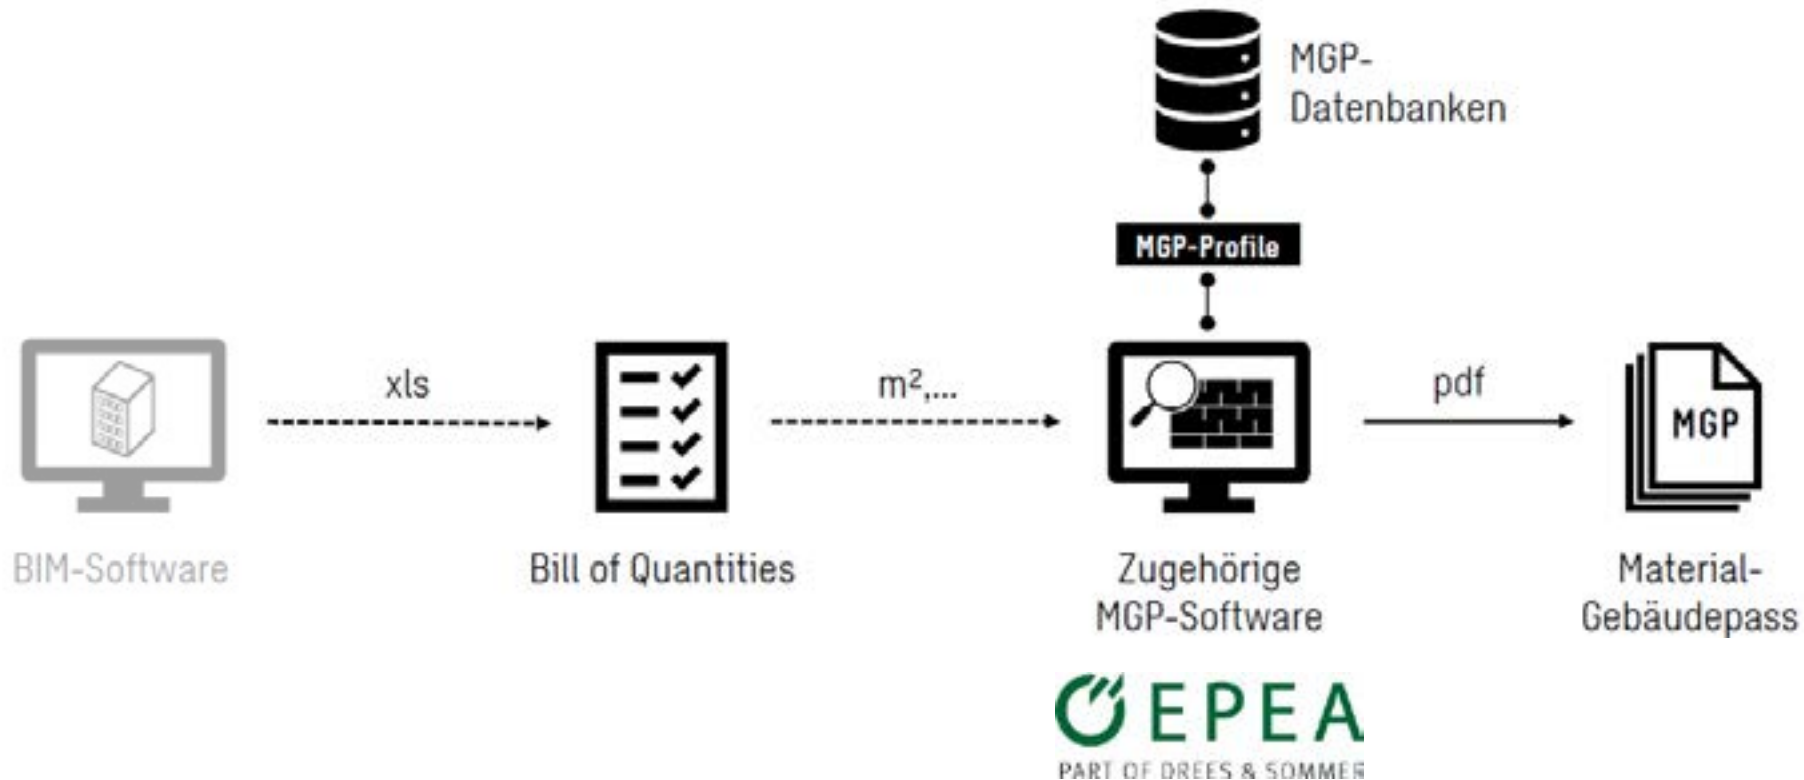 MGP-
Datenbanken
MGP-Profile
xls
m²,...
pdf
MGP
BIM-Software
Bill of Quantities
Zugehörige
MGP-Software
Material-
Gebäudepass
EPEA
PART OF DREES & SOMMER